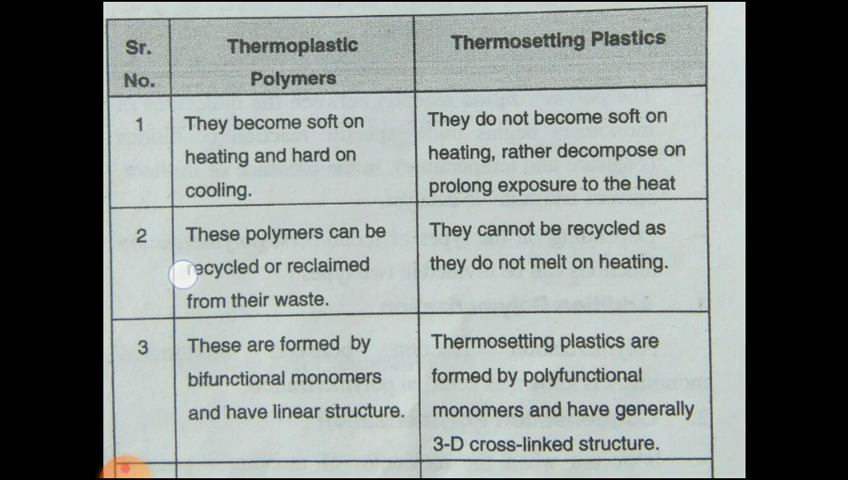 Sr. No.
Thermoplastic Polymers
Thermosetting Plastics
1
They become soft on
heating and hard on
cooling.
They do not become soft on
heating, rather decompose on
prolong exposure to the heat
2
These polymers can be
recycled or reclaimed
from their waste.
They cannot be recycled as
they do not melt on heating.
3
These are formed by
bifunctional monomers
and have linear structure.
Thermosetting plastics are
formed by polyfunctional
monomers and have generally
3-D cross-linked structure.